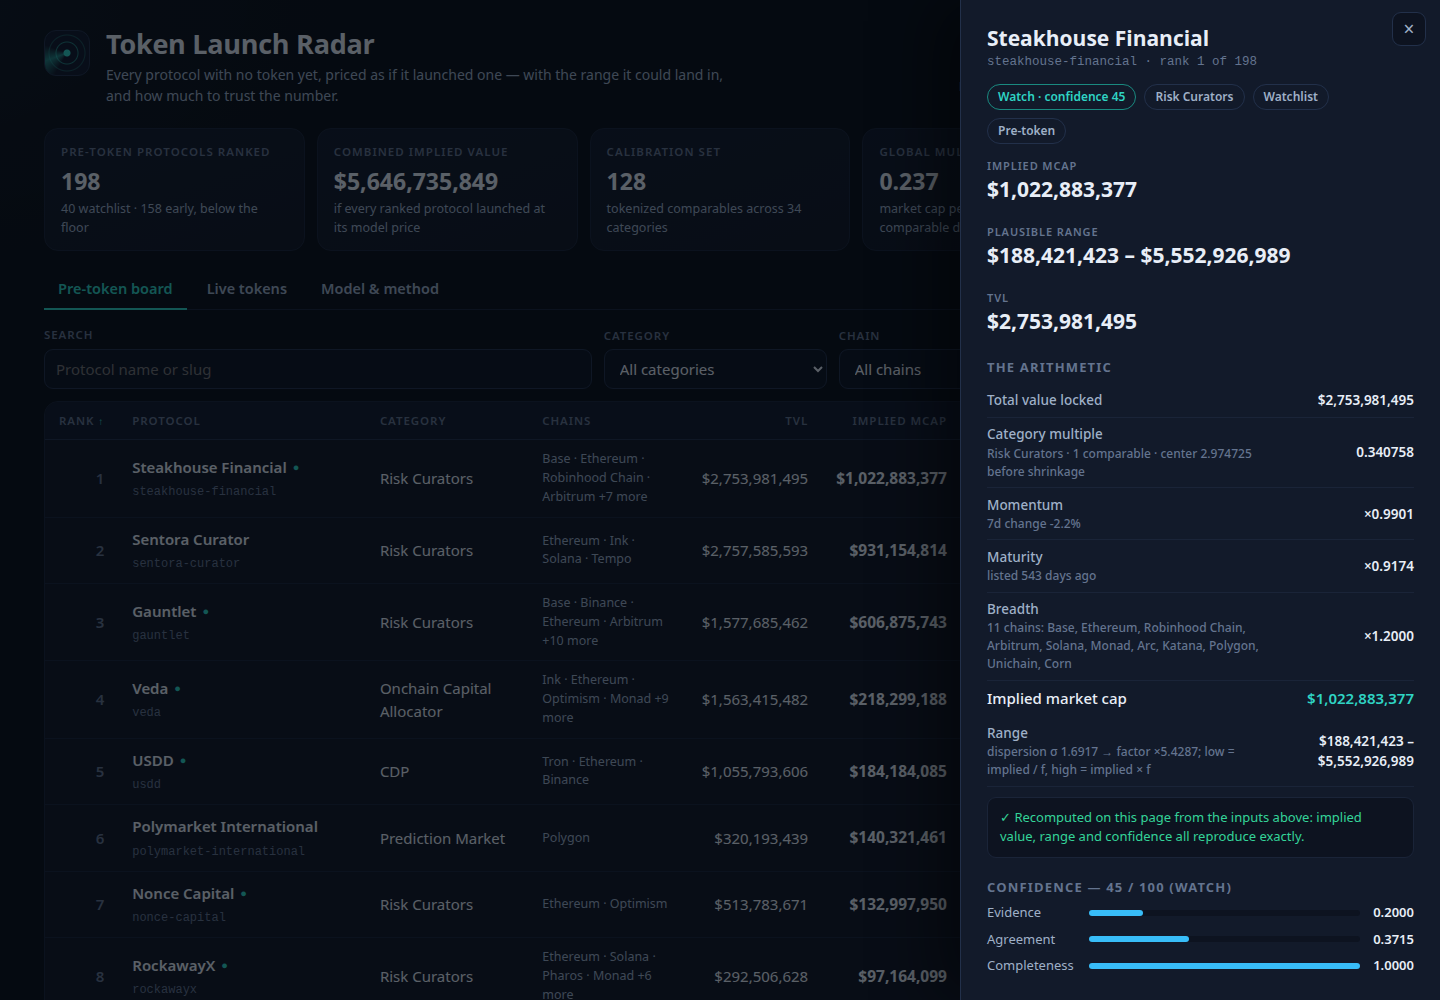 Token Launch Radar
Every protocol with no token yet, priced as if it launched one — with the range it could land in,
and how much to trust the number.
PRE-TOKEN PROTOCOLS RANKED
198
40 watchlist · 158 early, below the
floor
COMBINED IMPLIED VALUE
$5,646,735,849
if every ranked protocol launched at
its model price
CALIBRATION SET
128
tokenized comparables across 34
categories
0.237
Pre-token board
Live tokens
Model & method
SEARCH
CATEGORY
CHAIN
Protocol name or slug
All categories
All chains
RANK ↑ PROTOCOL CATEGORY CHAINS TVL IMPLIED MCAP
1
Steakhouse Financial
steakhouse-financial
Risk Curators
Base · Ethereum ·
Robinhood Chain ·
Arbitrum +7 more
$2,753,981,495
$1,022,883,377
2
Sentora Curator
sentora-curator
Risk Curators
Ethereum · Ink ·
Solana · Tempo
$2,757,585,593
$931,154,814
3
Gauntlet
gauntlet
Risk Curators
Base · Binance ·
Ethereum · Arbitrum
+10 more
$1,577,685,462
$606,875,743
4
Veda
veda
Onchain Capital
Allocator
Ink · Ethereum ·
Optimism · Monad +9
more
$1,563,415,482
$218,299,188
5
USDD
usdd
CDP
Tron · Ethereum ·
Binance
$1,055,793,606
$184,184,085
6
Polymarket International
polymarket-international
Prediction Market
Polygon
$320,193,439
$140,321,461
7
Nonce Capital
nonce-capital
Risk Curators
Ethereum · Optimism
$513,783,671
$132,997,950
8
RockawayX
rockawayx
Risk Curators
Ethereum · Solana ·
Pharos · Monad +6
more
$292,506,628
$97,164,099
Steakhouse Financial
steakhouse-financial · rank 1 of 198
×
Watch · confidence 45
Risk Curators
Watchlist
Pre-token
IMPLIED MCAP
$1,022,883,377
PLAUSIBLE RANGE
$188,421,423 – $5,552,926,989
TVL
$2,753,981,495
THE ARITHMETIC
Total value locked
$2,753,981,495
Category multiple
Risk Curators · 1 comparable · center 2.974725
before shrinkage
0.340758
Momentum
7d change -2.2%
×0.9901
Maturity
listed 543 days ago
×0.9174
Breadth
11 chains: Base, Ethereum, Robinhood Chain,
Arbitrum, Solana, Monad, Arc, Katana, Polygon,
Unichain, Corn
×1.2000
Implied market cap
$1,022,883,377
Range
dispersion σ 1.6917 → factor ×5.4287; low =
implied / f, high = implied × f
$188,421,423 –
$5,552,926,989
✓ Recomputed on this page from the inputs above: implied
value, range and confidence all reproduce exactly.
CONFIDENCE — 45 / 100 (WATCH)
Evidence 0.2000
Agreement 0.3715
Completeness 1.0000